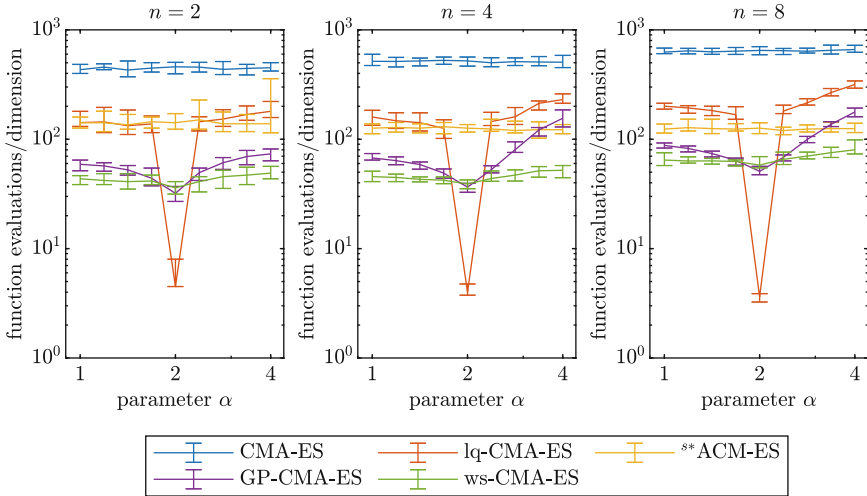 n = 2
n = 4
n = 8
function evaluations/dimension
10³
10²
10¹
10⁰
1
2
4
parameter α
function evaluations/dimension
10³
10²
10¹
10⁰
1
2
4
parameter α
function evaluations/dimension
10³
10²
10¹
10⁰
1
2
4
parameter α
CMA-ES
lq-CMA-ES
ˢ*ACM-ES
GP-CMA-ES
ws-CMA-ES